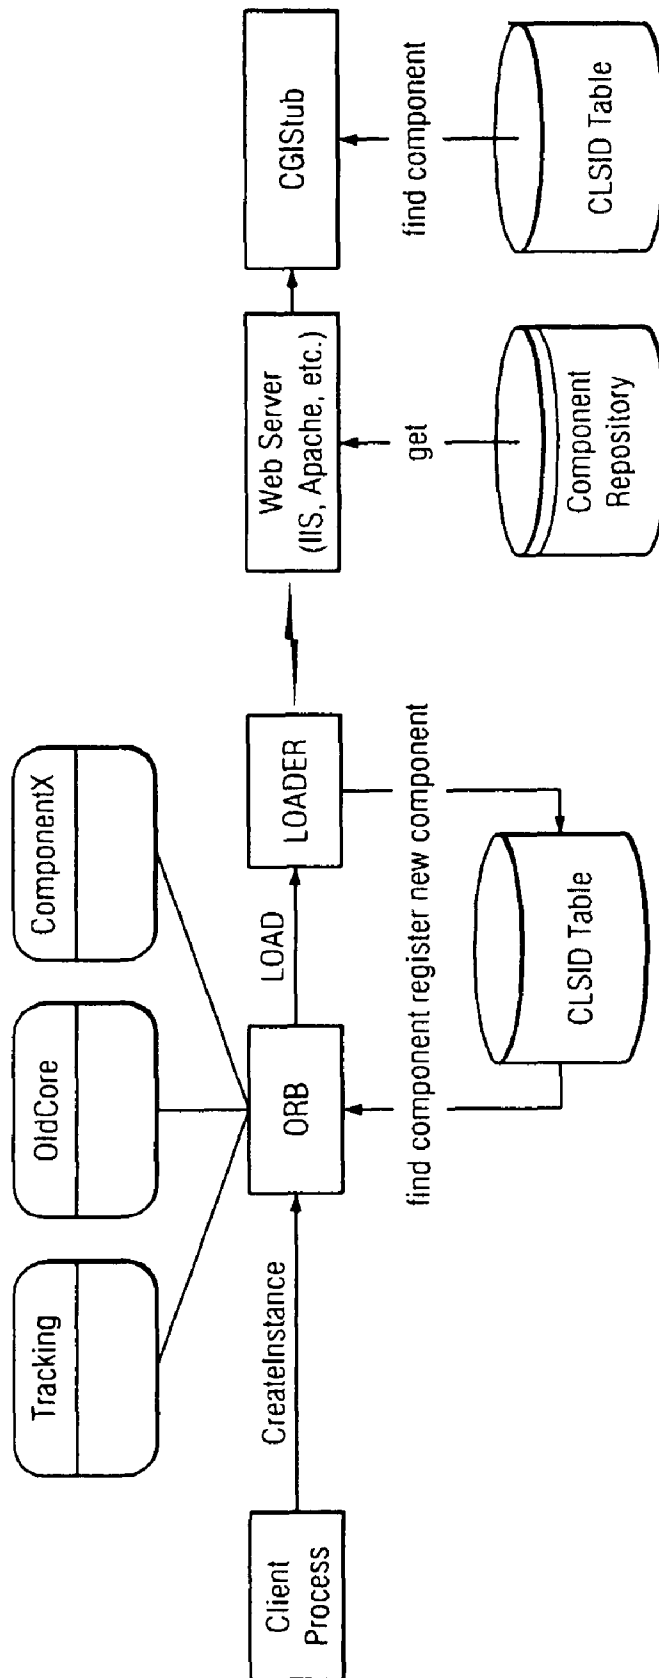 Tracking
OldCore
ComponentX
Client
Process
CreateInstance
ORB
LOAD
LOADER
Web Server
(IIS, Apache, etc.)
CGIStub
find component register new component
get
find component
CLSID Table
Component
Repository
CLSID Table